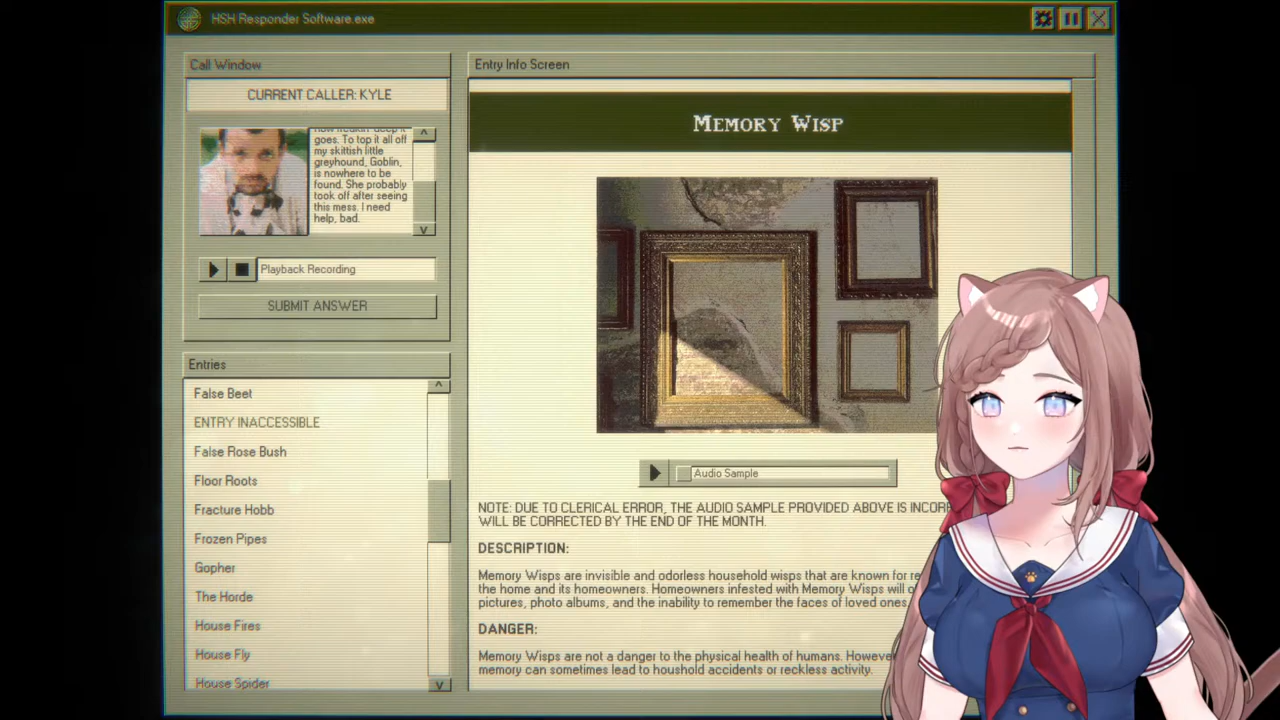 HSH Responder Software.exe
Call Window
CURRENT CALLER: KYLE
goes. To top it all off
my skittish little
greyhound, Goblin,
is nowhere to be
found. She probably
took off after seeing
this mess. I need
help, bad.
Playback Recording
SUBMIT ANSWER
Entries
False Beet
ENTRY INACCESSIBLE
False Rose Bush
Floor Roots
Fracture Hobb
Frozen Pipes
Gopher
The Horde
House Fires
House Fly
House Spider
Entry Info Screen
MEMORY WISP
Audio Sample
NOTE: DUE TO CLERICAL ERROR, THE AUDIO SAMPLE PROVIDED ABOVE IS
WILL BE CORRECTED BY THE END OF THE MONTH.
DESCRIPTION:
Memory Wisps are invisible and odorless household wisps that are known for
the home and its homeowners. Homeowners infested with Memory Wisps will
pictures, photo albums, and the inability to remember the faces of loved ones.
DANGER:
Memory Wisps are not a danger to the physical health of humans.
memory can sometimes lead to houshold accidents or reckless activity.